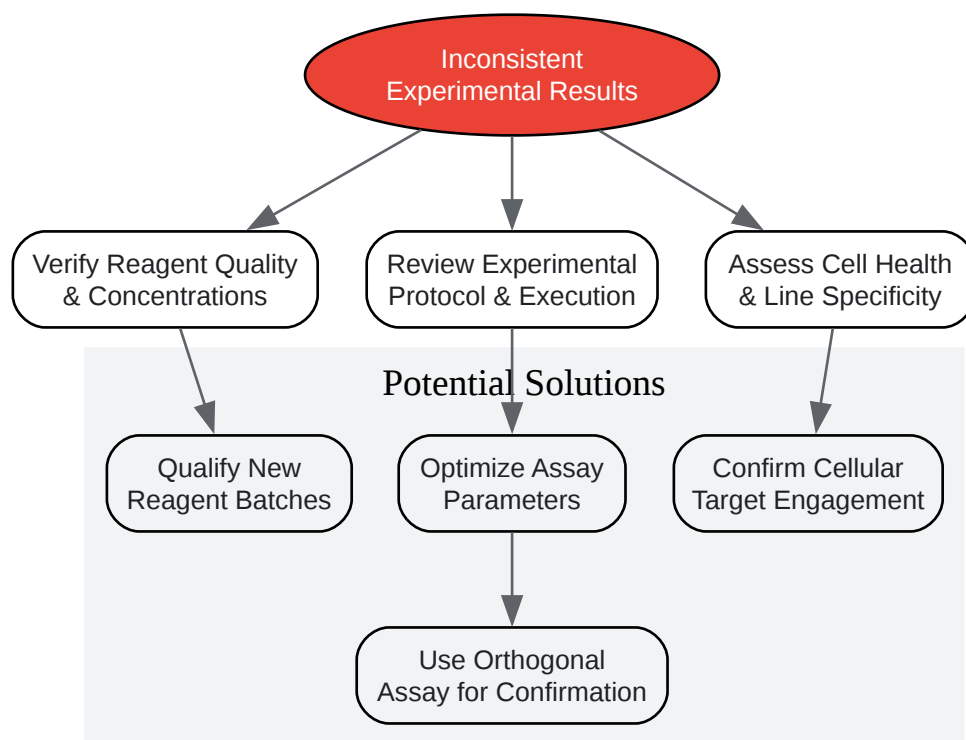 Inconsistent
Experimental Results
Verify Reagent Quality
& Concentrations
Review Experimental
Protocol & Execution
Assess Cell Health
& Line Specificity
Potential Solutions
Qualify New
Reagent Batches
Optimize Assay
Parameters
Confirm Cellular
Target Engagement
Use Orthogonal
Assay for Confirmation